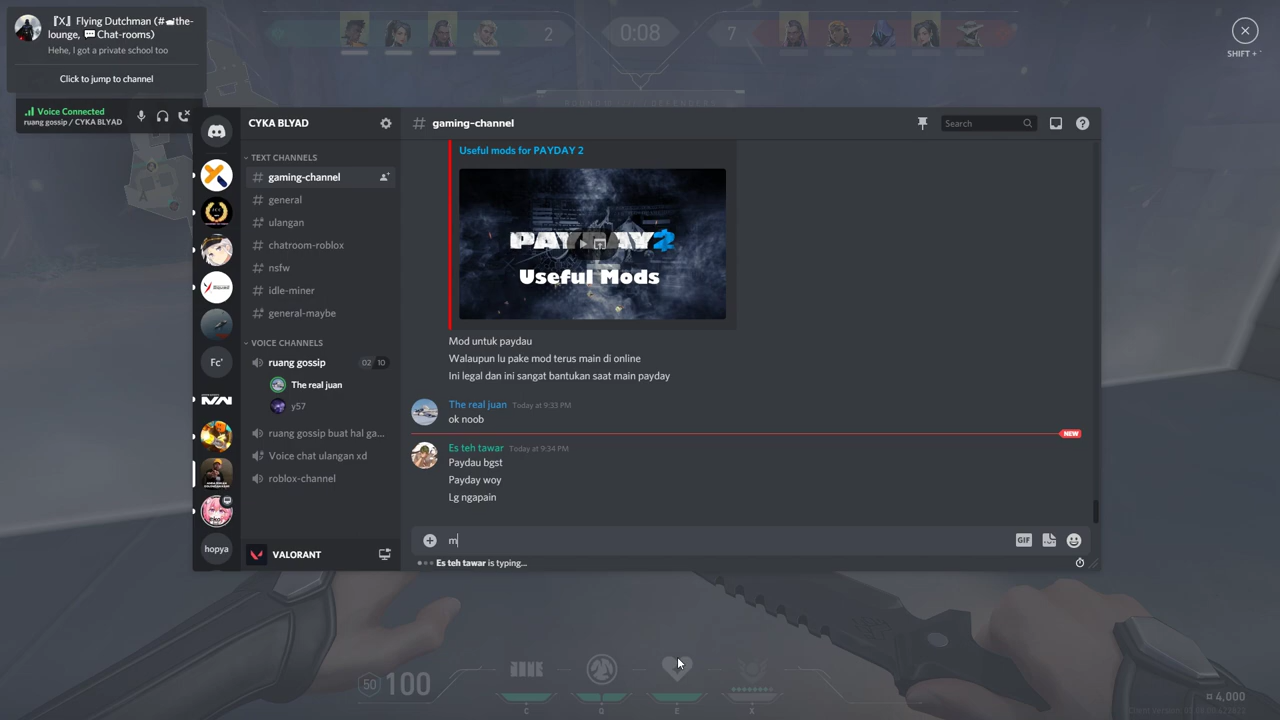 『X』Flying Dutchman (#☁the-
lounge, 💬Chat-rooms)
Hehe, I got a private school too
Click to jump to channel
Voice Connected
ruang gossip / CYKA BLYAD
2
0:08
7
SHIFT + `
CYKA BLYAD
TEXT CHANNELS
gaming-channel
general
ulangan
chatroom-roblox
nsfw
idle-miner
general-maybe
VOICE CHANNELS
ruang gossip 02 10
The real juan
y57
ruang gossip buat hal ga...
Voice chat ulangan xd
roblox-channel
Fc'
hopya
VALORANT
gaming-channel
Search
Useful mods for PAYDAY 2
PAYDAY 2
Useful Mods
Mod untuk paydau
Walaupun lu pake mod terus main di online
Ini legal dan ini sangat bantukan saat main payday
The real juan Today at 9:33 PM
ok noob
NEW
Es teh tawar Today at 9:34 PM
Paydau bgst
Payday woy
Lg ngapain
m
GIF
Es teh tawar is typing...
50 100
C
Q
E
X
4,000